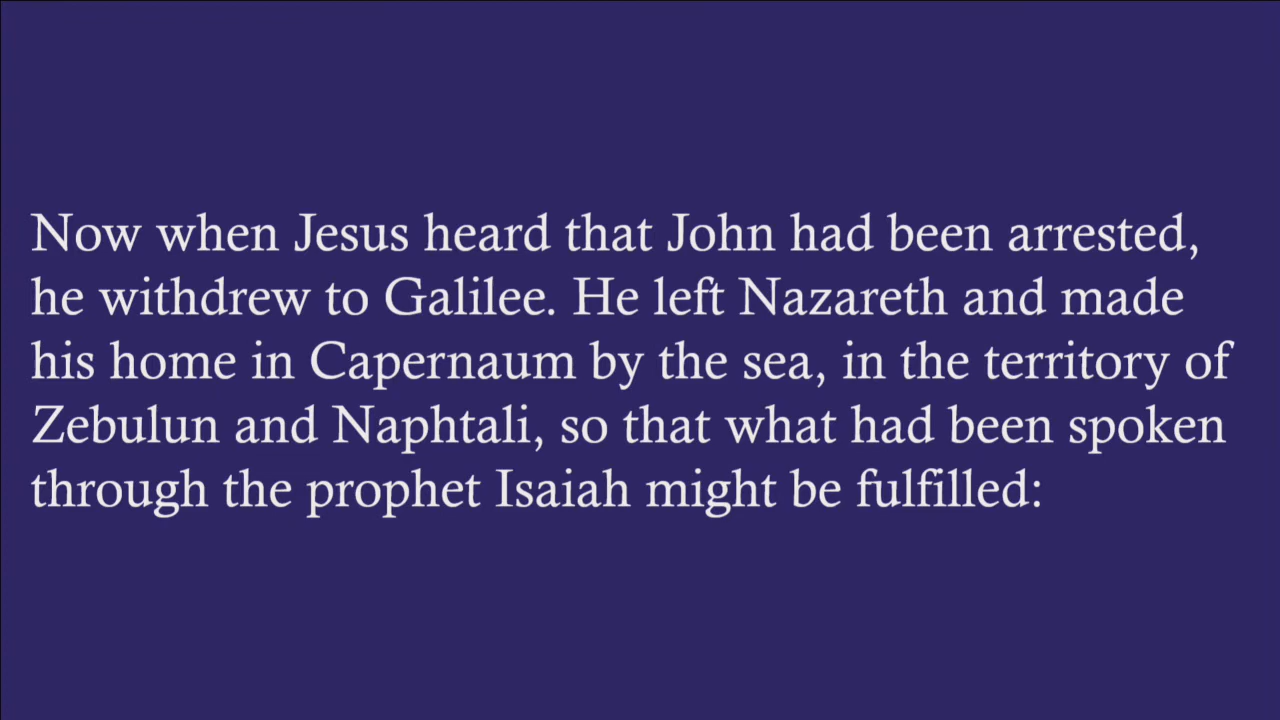 Now when Jesus heard that John had been arrested,
he withdrew to Galilee. He left Nazareth and made
his home in Capernaum by the sea, in the territory of
Zebulun and Naphtali, so that what had been spoken
through the prophet Isaiah might be fulfilled: